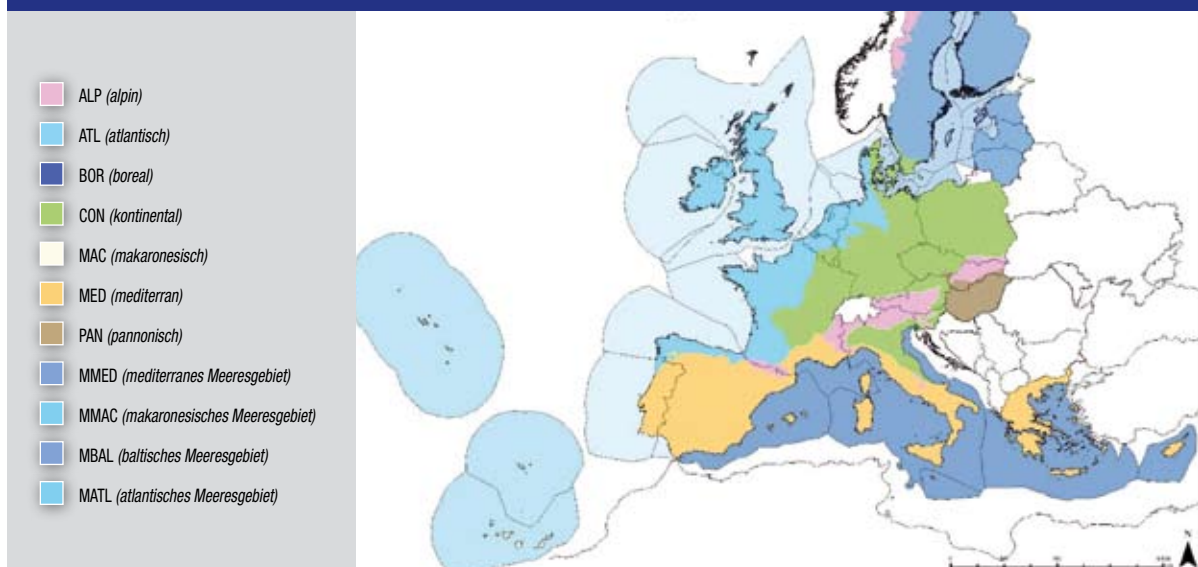 ALP (alpin)
ATL (atlantisch)
BOR (boreal)
CON (kontinental)
MAC (makaronesisch)
MED (mediterran)
PAN (pannonisch)
MMED (mediterranes Meeresgebiet)
MMAC (makaronesisches Meeresgebiet)
MBAL (baltisches Meeresgebiet)
MATL (atlantisches Meeresgebiet)
N